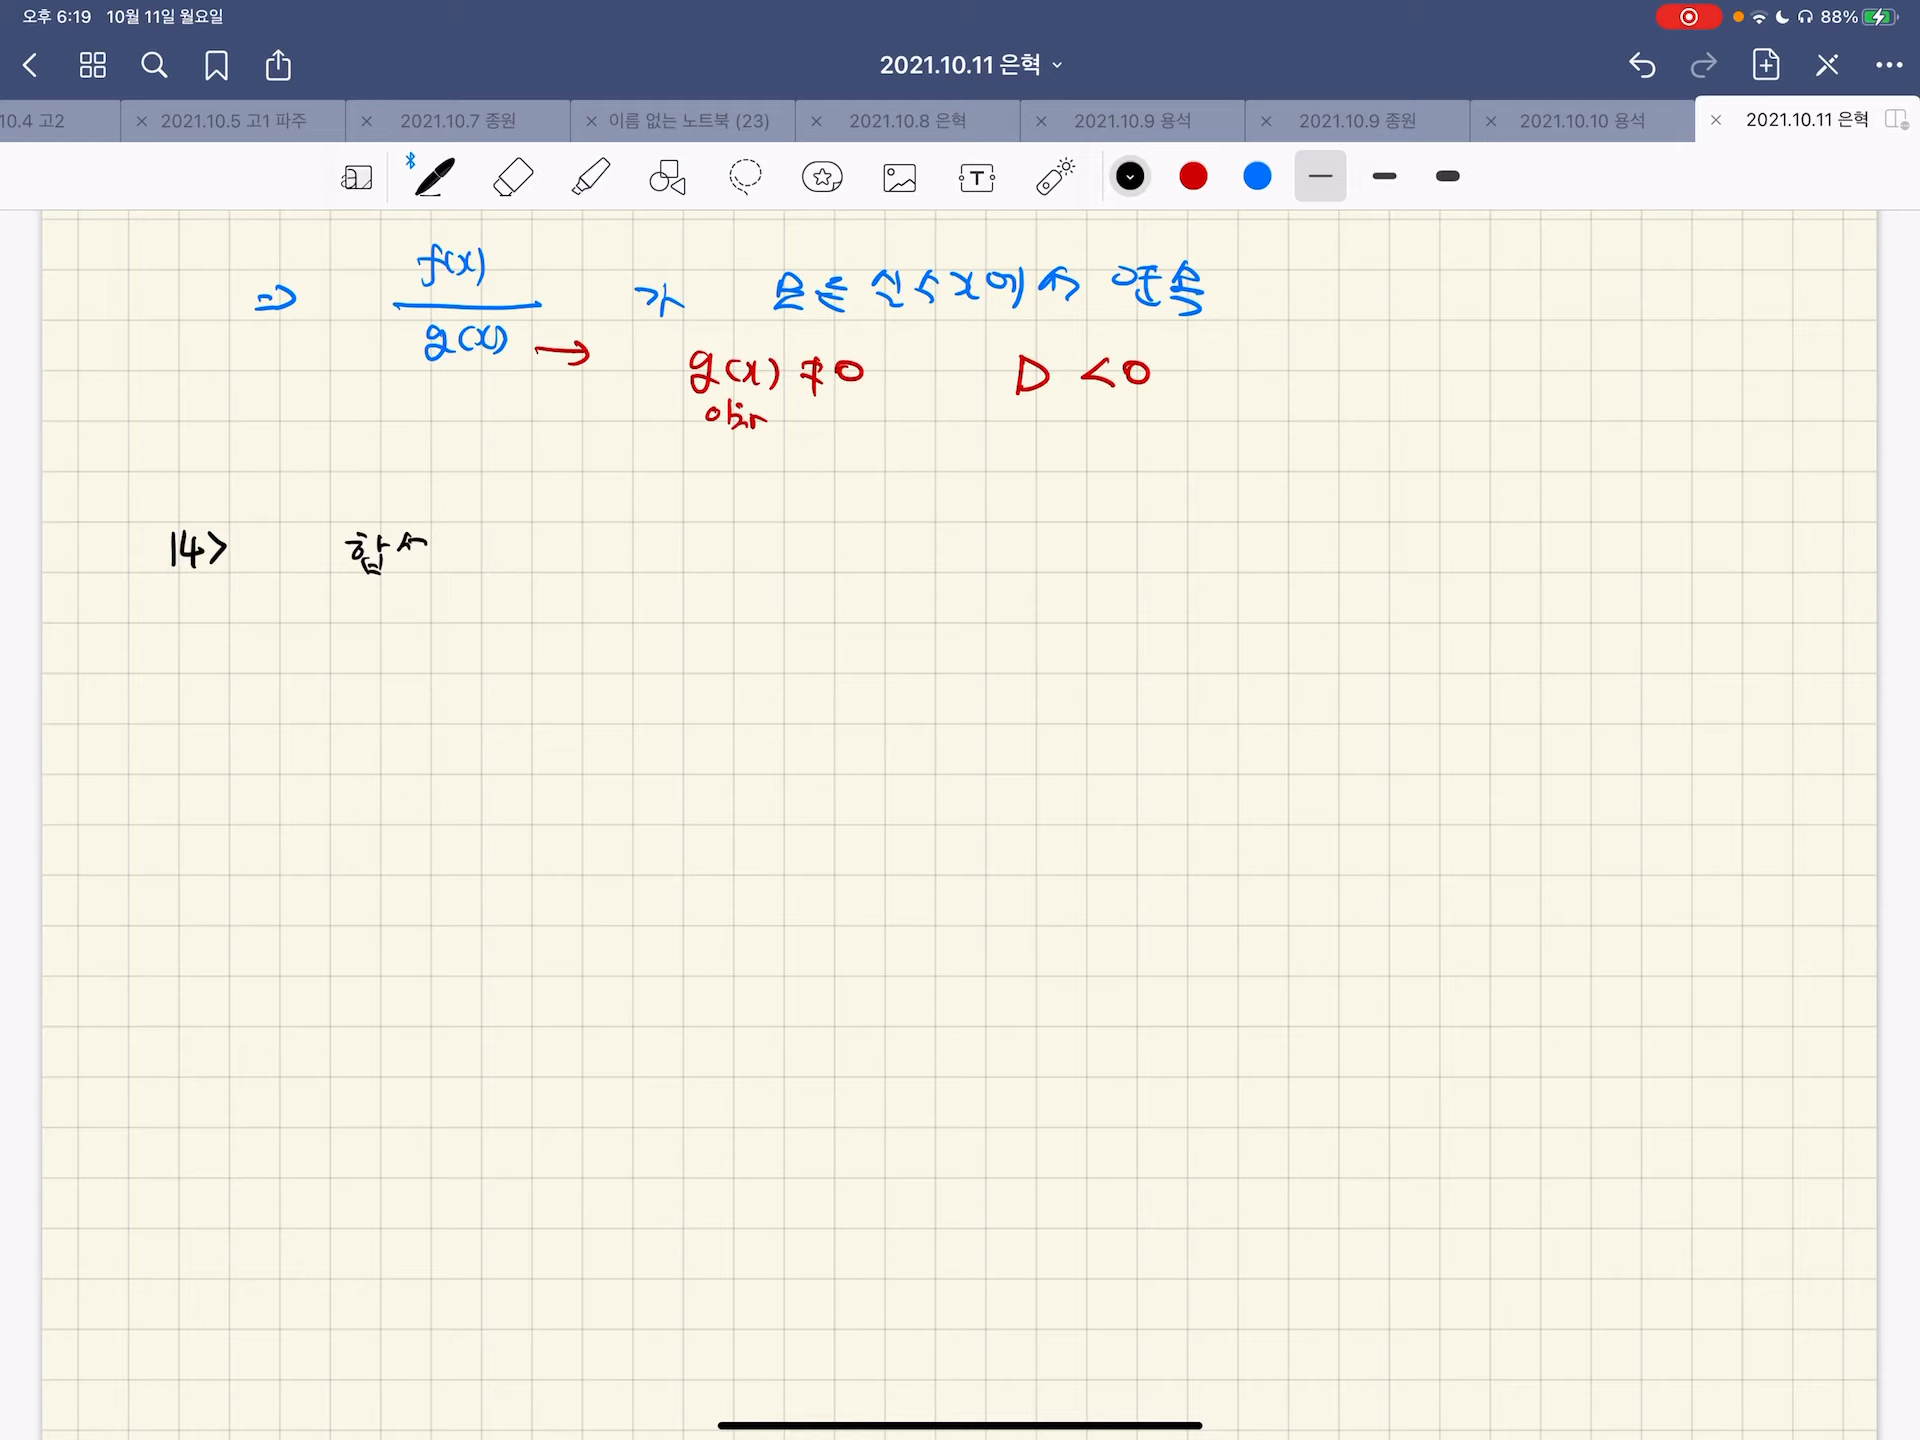 오후 6:19 10월 11일 월요일 88%
2021.10.11 은혁
10.4 고2 2021.10.5 고1 파주 2021.10.7 종원 이름 없는 노트북 (23) 2021.10.8 은혁 2021.10.9 용석 2021.10.9 종원 2021.10.10 용석 2021.10.11 은혁
⇒ f(x) / g(x) 가 모든 실수 x에서 연속
→ g(x) ≠ 0 D < 0
14> 합수